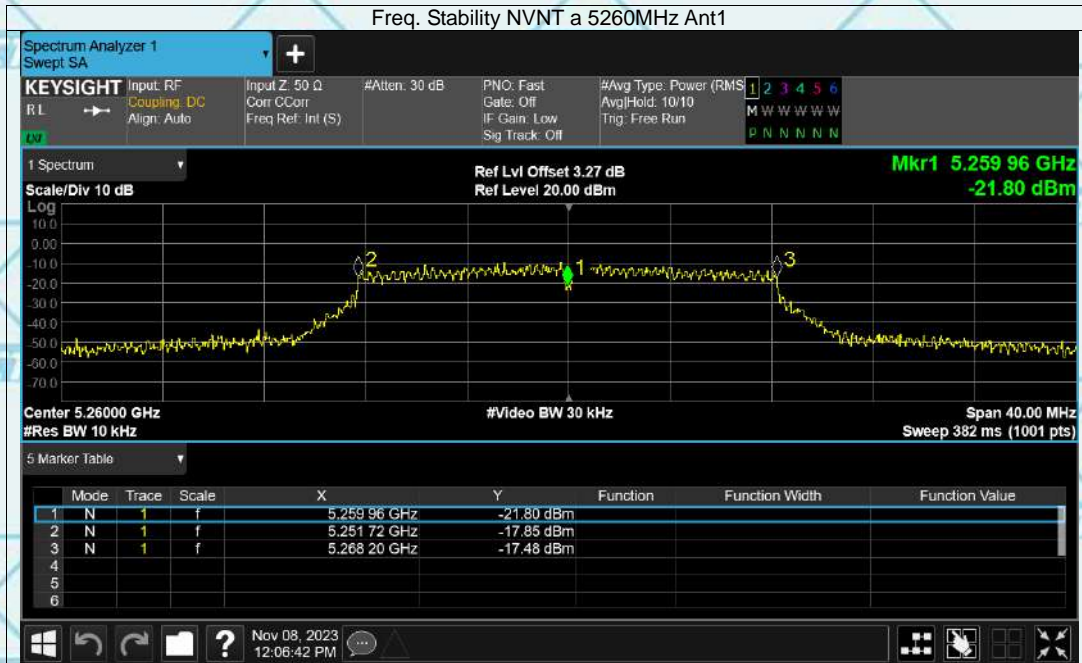 Freq. Stability NVNT a 5260MHz Ant1
Spectrum Analyzer 1
Swept SA
+
KEYSIGHT Input: RF Input Z: 50 Ω #Atten: 30 dB PNO: Fast #Avg Type: Power (RMS 1 2 3 4 5 6
RL Coupling: DC Corr CCorr Gate: Off Avg|Hold: 10/10 M W W W W W
Align: Auto Freq Ref: Int (S) IF Gain: Low Trig: Free Run
Sig Track: Off P N N N N N
LXI
1 Spectrum Ref Lvl Offset 3.27 dB Mkr1 5.259 96 GHz
Scale/Div 10 dB Ref Level 20.00 dBm -21.80 dBm
Log
10.0
0.00
-10.0
-20.0
-30.0
-40.0
-50.0
-60.0
-70.0
2 1 3
Center 5.26000 GHz #Video BW 30 kHz Span 40.00 MHz
#Res BW 10 kHz Sweep 382 ms (1001 pts)
5 Marker Table
Mode Trace Scale X Y Function Function Width Function Value
1 N 1 f 5.259 96 GHz -21.80 dBm
2 N 1 f 5.251 72 GHz -17.85 dBm
3 N 1 f 5.268 20 GHz -17.48 dBm
4
5
6
? Nov 08, 2023
12:06:42 PM